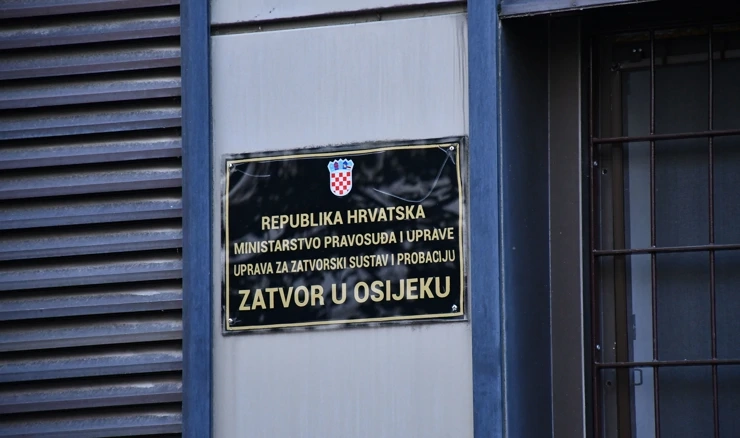 REPUBLIKA HRVATSKA
MINISTARSTVO PRAVOSUĐA I UPRAVE
UPRAVA ZA ZATVORSKI SUSTAV I PROBACIJU
ZATVOR U OSIJEKU